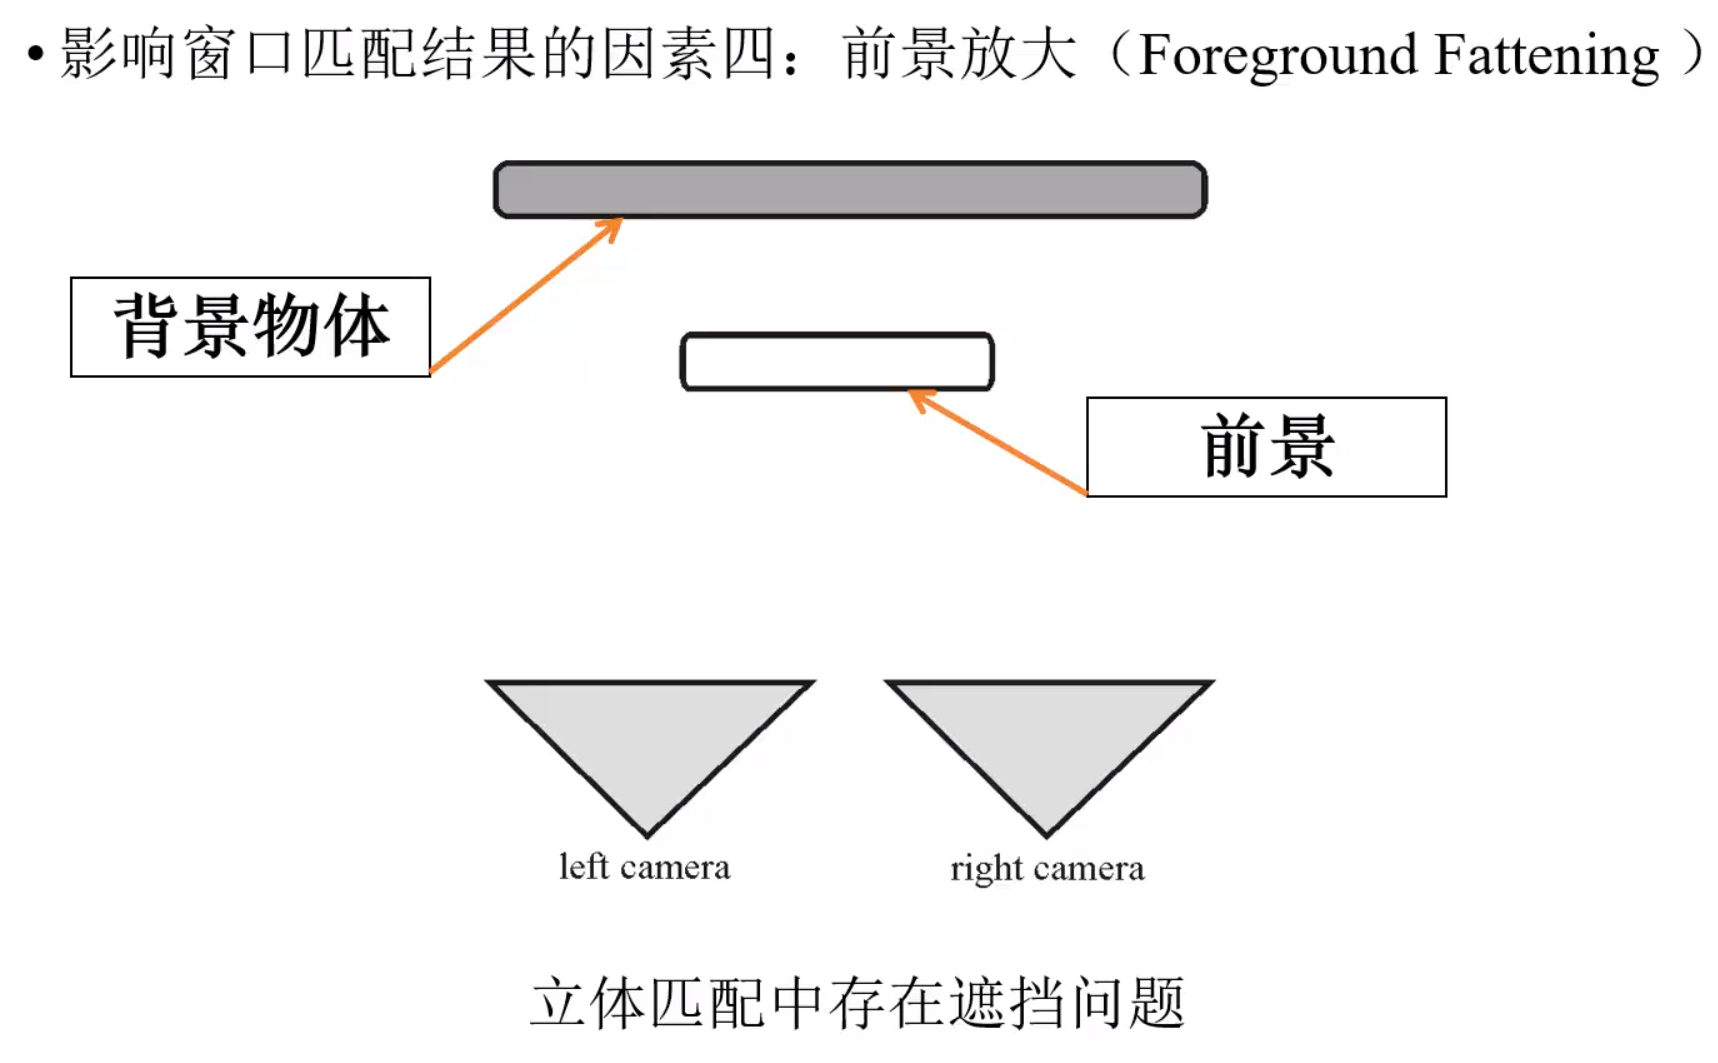 • 影响窗口匹配结果的因素四：前景放大（Foreground Fattening ）
背景物体
前景
left camera
right camera
立体匹配中存在遮挡问题